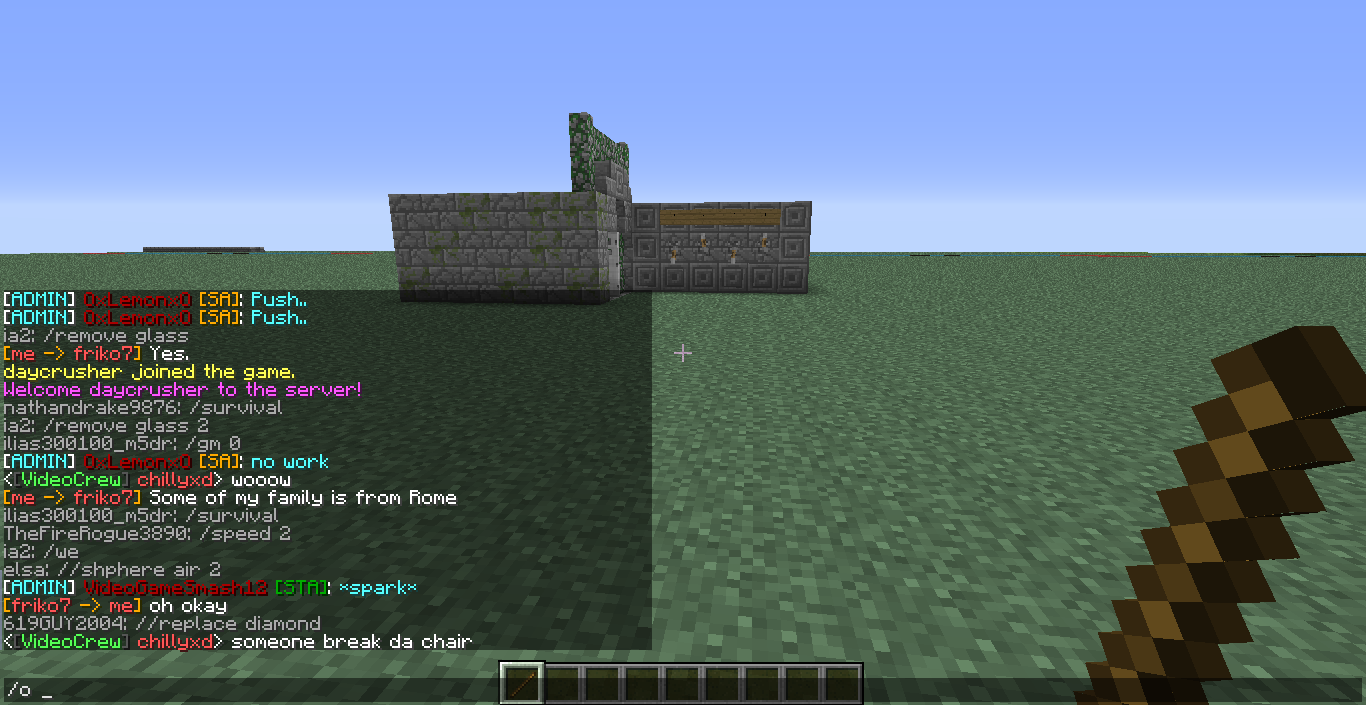 [ADMIN] 0xLemonx0 [SA]: Push..
[ADMIN] 0xLemonx0 [SA]: Push..
ia2: /remove glass
[me -> friko7] Yes.
daycrusher joined the game.
Welcome daycrusher to the server!
nathandrake9876: /survival
ia2: /remove glass 2
ilias300100_m5dr: /gm 0
[ADMIN] 0xLemonx0 [SA]: no work
<[VideoCrew] chillyxd> wooow
[me -> friko7] Some of my family is from Rome
ilias300100_m5dr: /survival
TheFireRogue3890: /speed 2
ia2: /we
elsa: //shphere air 2
[ADMIN] VideoGameSmash12 [STA]: *spark*
[friko7 -> me] oh okay
619GUY2004: //replace diamond
<[VideoCrew] chillyxd> someone break da chair
/o _